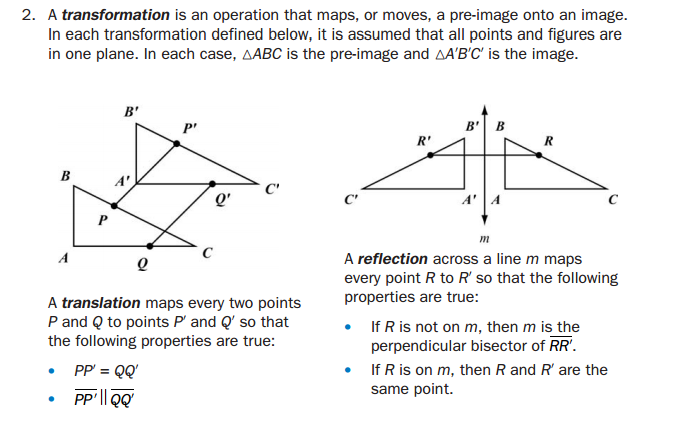 2. A transformation is an operation that maps, or moves, a pre-image onto an image.
In each transformation defined below, it is assumed that all points and figures are
in one plane. In each case, △ABC is the pre-image and △A′B′C′ is the image.
B'
P'
B
A'
C'
Q'
P
A
Q
C
B'
B
R'
R
C'
A'
A
C
m
A translation maps every two points
P and Q to points P′ and Q′ so that
the following properties are true:
• PP′ = QQ′
• P̅P̅′ || Q̅Q̅′
A reflection across a line m maps
every point R to R′ so that the following
properties are true:
• If R is not on m, then m is the
perpendicular bisector of R̅R̅′.
• If R is on m, then R and R′ are the
same point.